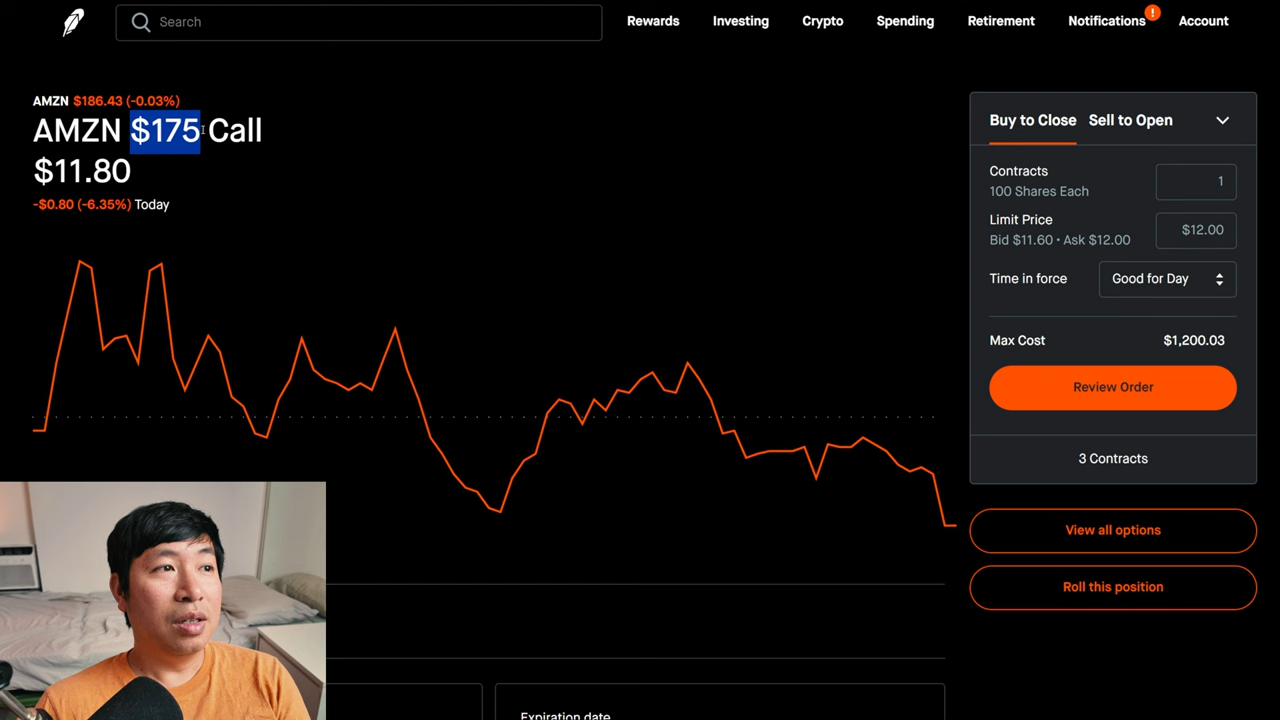 Search
Rewards
Investing
Crypto
Spending
Retirement
Notifications
!
Account
AMZN $186.43 (-0.03%)
AMZN $175 Call
$11.80
-$0.80 (-6.35%) Today
Buy to Close
Sell to Open
Contracts
100 Shares Each
1
Limit Price
Bid $11.60 • Ask $12.00
$12.00
Time in force
Good for Day
Max Cost
$1,200.03
Review Order
3 Contracts
View all options
Roll this position
Expiration date